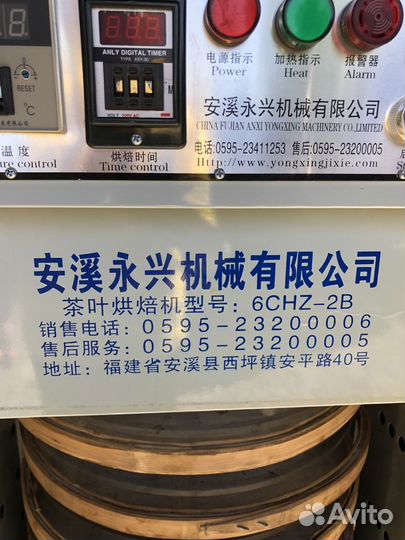 ANLY DIGITAL TIMER
VOLT. 220V AC
RESET
°C
电源指示
Power
加热指示
Heat
报警器
Alarm
温度
ure control
烘焙时间
Time control
安溪永兴机械有限公司
CHINA FUJIAN ANXI YONGXING MACHINERY CO,LIMITED
电话:0595-23411253 售后:0595-23200005
Http://www.yongxingjixie.com
安溪永兴机械有限公司
茶叶烘焙机型号: 6CHZ-2B
销售电话: 0595-23200006
售后服务: 0595-23200005
地址: 福建省安溪县西坪镇安平路40号
Avito